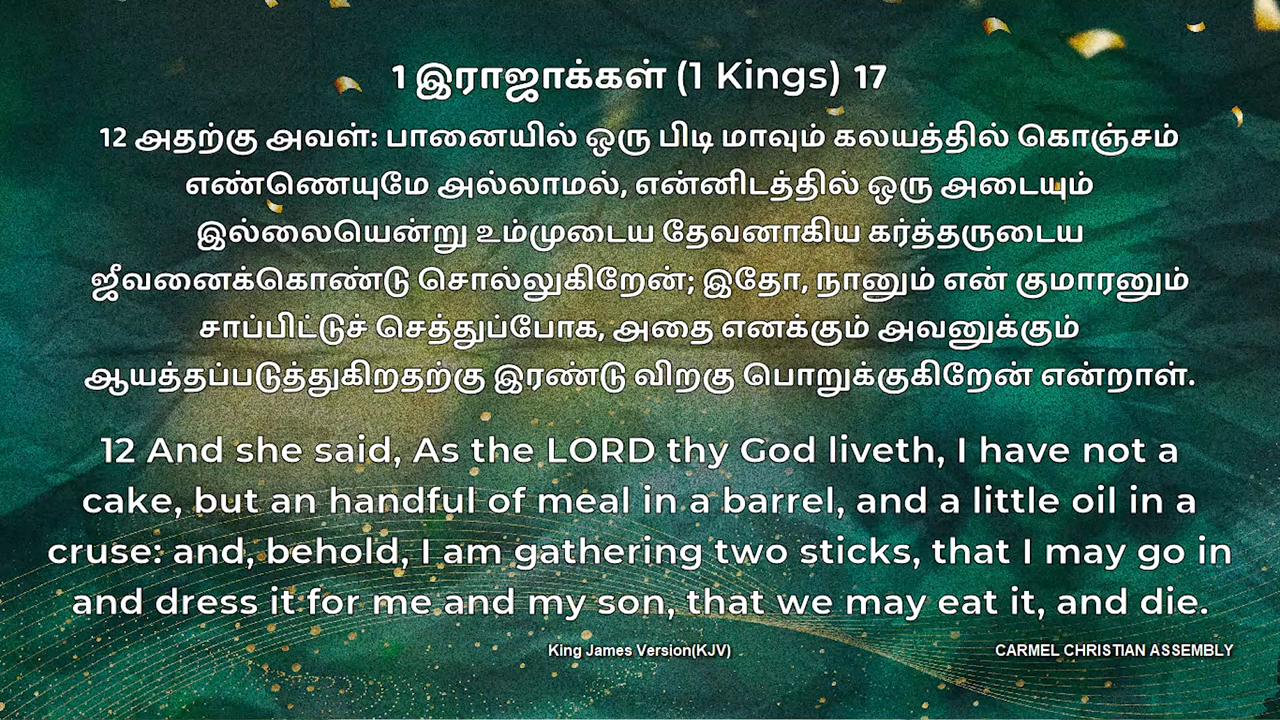 1 இராஜாக்கள் (1 Kings) 17
12 அதற்கு அவள்: பானையில் ஒரு பிடி மாவும் கலயத்தில் கொஞ்சம்
எண்ணெயுமே அல்லாமல், என்னிடத்தில் ஒரு அடையும்
இல்லையென்று உம்முடைய தேவனாகிய கர்த்தருடைய
ஜீவனைக்கொண்டு சொல்லுகிறேன்; இதோ, நானும் என் குமாரனும்
சாப்பிட்டுச் செத்துப்போக, அதை எனக்கும் அவனுக்கும்
ஆயத்தப்படுத்துகிறதற்கு இரண்டு விறகு பொறுக்குகிறேன் என்றாள்.
12 And she said, As the LORD thy God liveth, I have not a
cake, but an handful of meal in a barrel, and a little oil in a
cruse: and, behold, I am gathering two sticks, that I may go in
and dress it for me and my son, that we may eat it, and die.
King James Version(KJV)
CARMEL CHRISTIAN ASSEMBLY